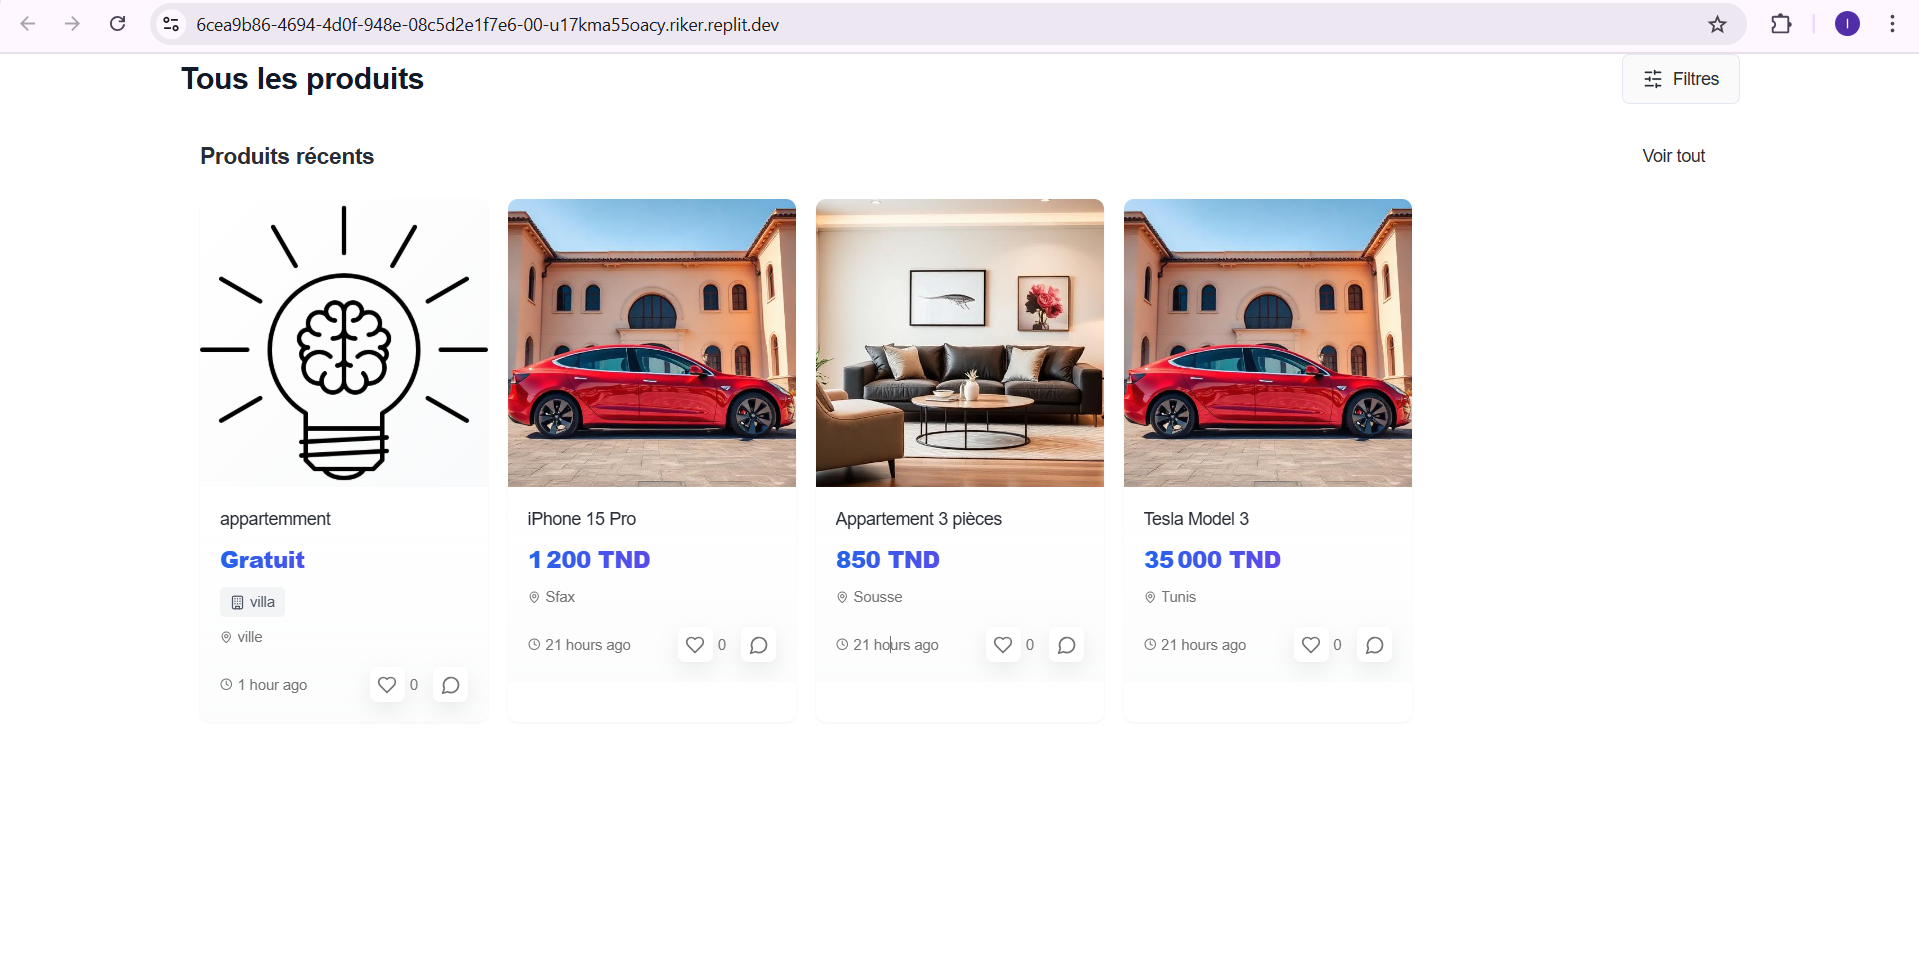 6cea9b86-4694-4d0f-948e-08c5d2e1f7e6-00-u17kma55oacy.riker.replit.dev
I
Tous les produits
Filtres
Produits récents
Voir tout
appartemment
Gratuit
villa
ville
1 hour ago
0
iPhone 15 Pro
1 200 TND
Sfax
21 hours ago
0
Appartement 3 pièces
850 TND
Sousse
21 hours ago
0
Tesla Model 3
35 000 TND
Tunis
21 hours ago
0